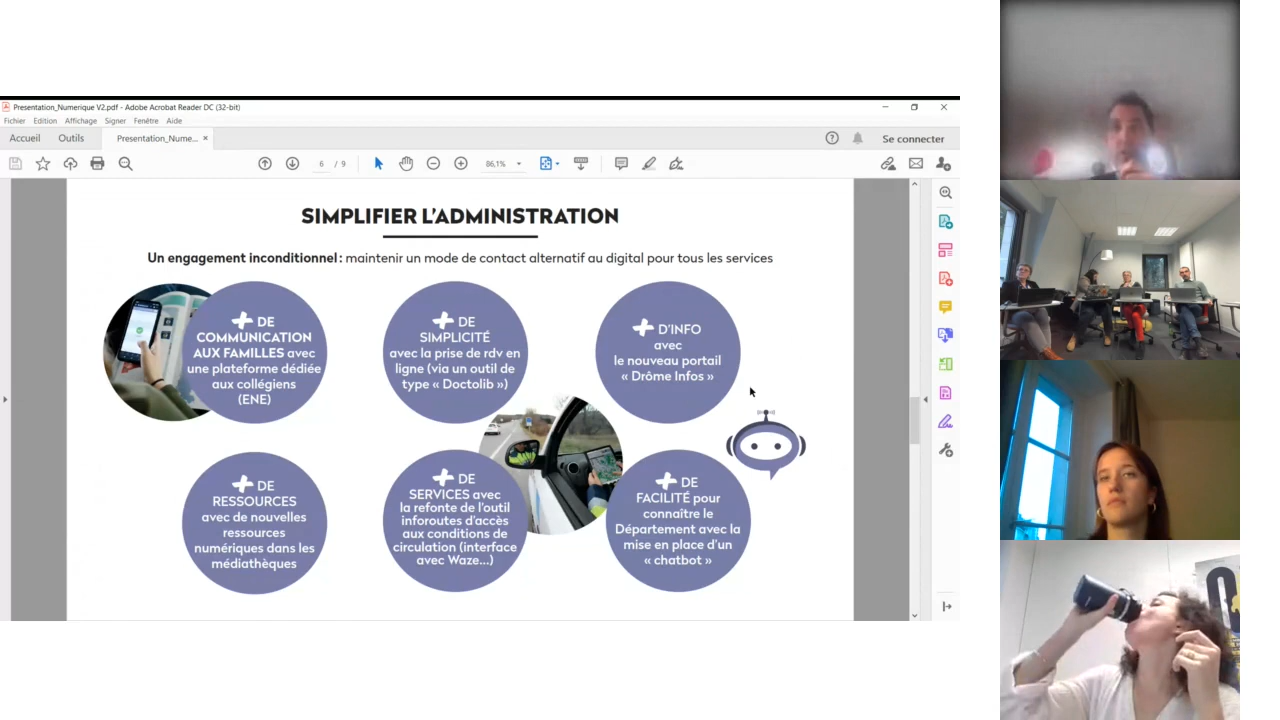 Presentation_Numerique V2.pdf - Adobe Acrobat Reader DC (32-bit)
Fichier Edition Affichage Signer Fenêtre Aide
Accueil Outils Presentation_Nume... × Se connecter
6 / 9 86,1%
SIMPLIFIER L'ADMINISTRATION
Un engagement inconditionnel : maintenir un mode de contact alternatif au digital pour tous les services
+ DE
COMMUNICATION
AUX FAMILLES avec
une plateforme dédiée
aux collégiens
(ENE)
+ DE
SIMPLICITÉ
avec la prise de rdv en
ligne (via un outil de
type « Doctolib »)
+ D'INFO
avec
le nouveau portail
« Drôme Infos »
+ DE
RESSOURCES
avec de nouvelles
ressources
numériques dans les
médiathèques
+ DE
SERVICES avec
la refonte de l'outil
inforoutes d'accès
aux conditions de
circulation (interface
avec Waze...)
+ DE
FACILITÉ pour
connaître le
Département avec la
mise en place d'un
« chatbot »